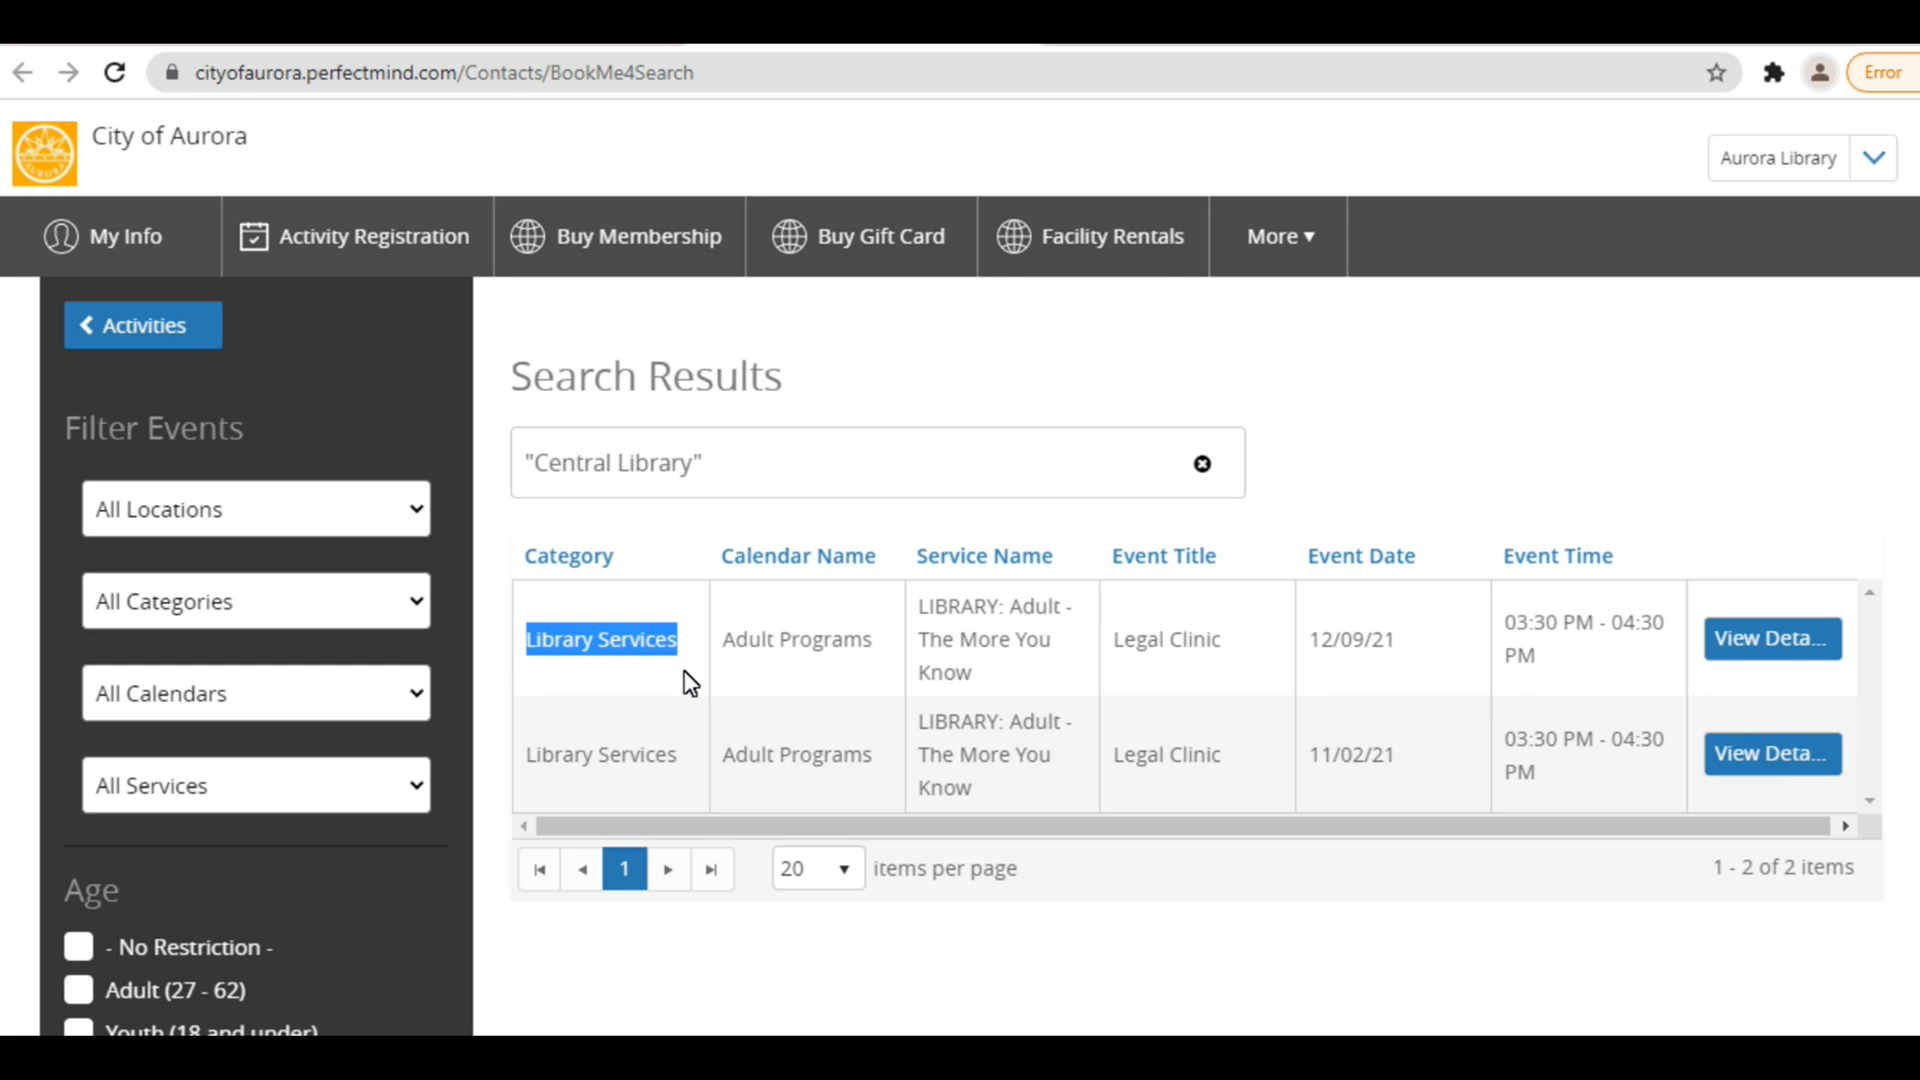 cityofaurora.perfectmind.com/Contacts/BookMe4Search
Error
City of Aurora
AURORA
Aurora Library
My Info
Activity Registration
Buy Membership
Buy Gift Card
Facility Rentals
More ▾
Activities
Filter Events
All Locations
All Categories
All Calendars
All Services
Age
- No Restriction -
Adult (27 - 62)
Youth (18 and under)
Search Results
"Central Library"
Category Calendar Name Service Name Event Title Event Date Event Time
Library Services
Adult Programs
LIBRARY: Adult -
The More You
Know
Legal Clinic
12/09/21
03:30 PM - 04:30
PM
View Deta...
Library Services
Adult Programs
LIBRARY: Adult -
The More You
Know
Legal Clinic
11/02/21
03:30 PM - 04:30
PM
View Deta...
1
20
items per page
1 - 2 of 2 items